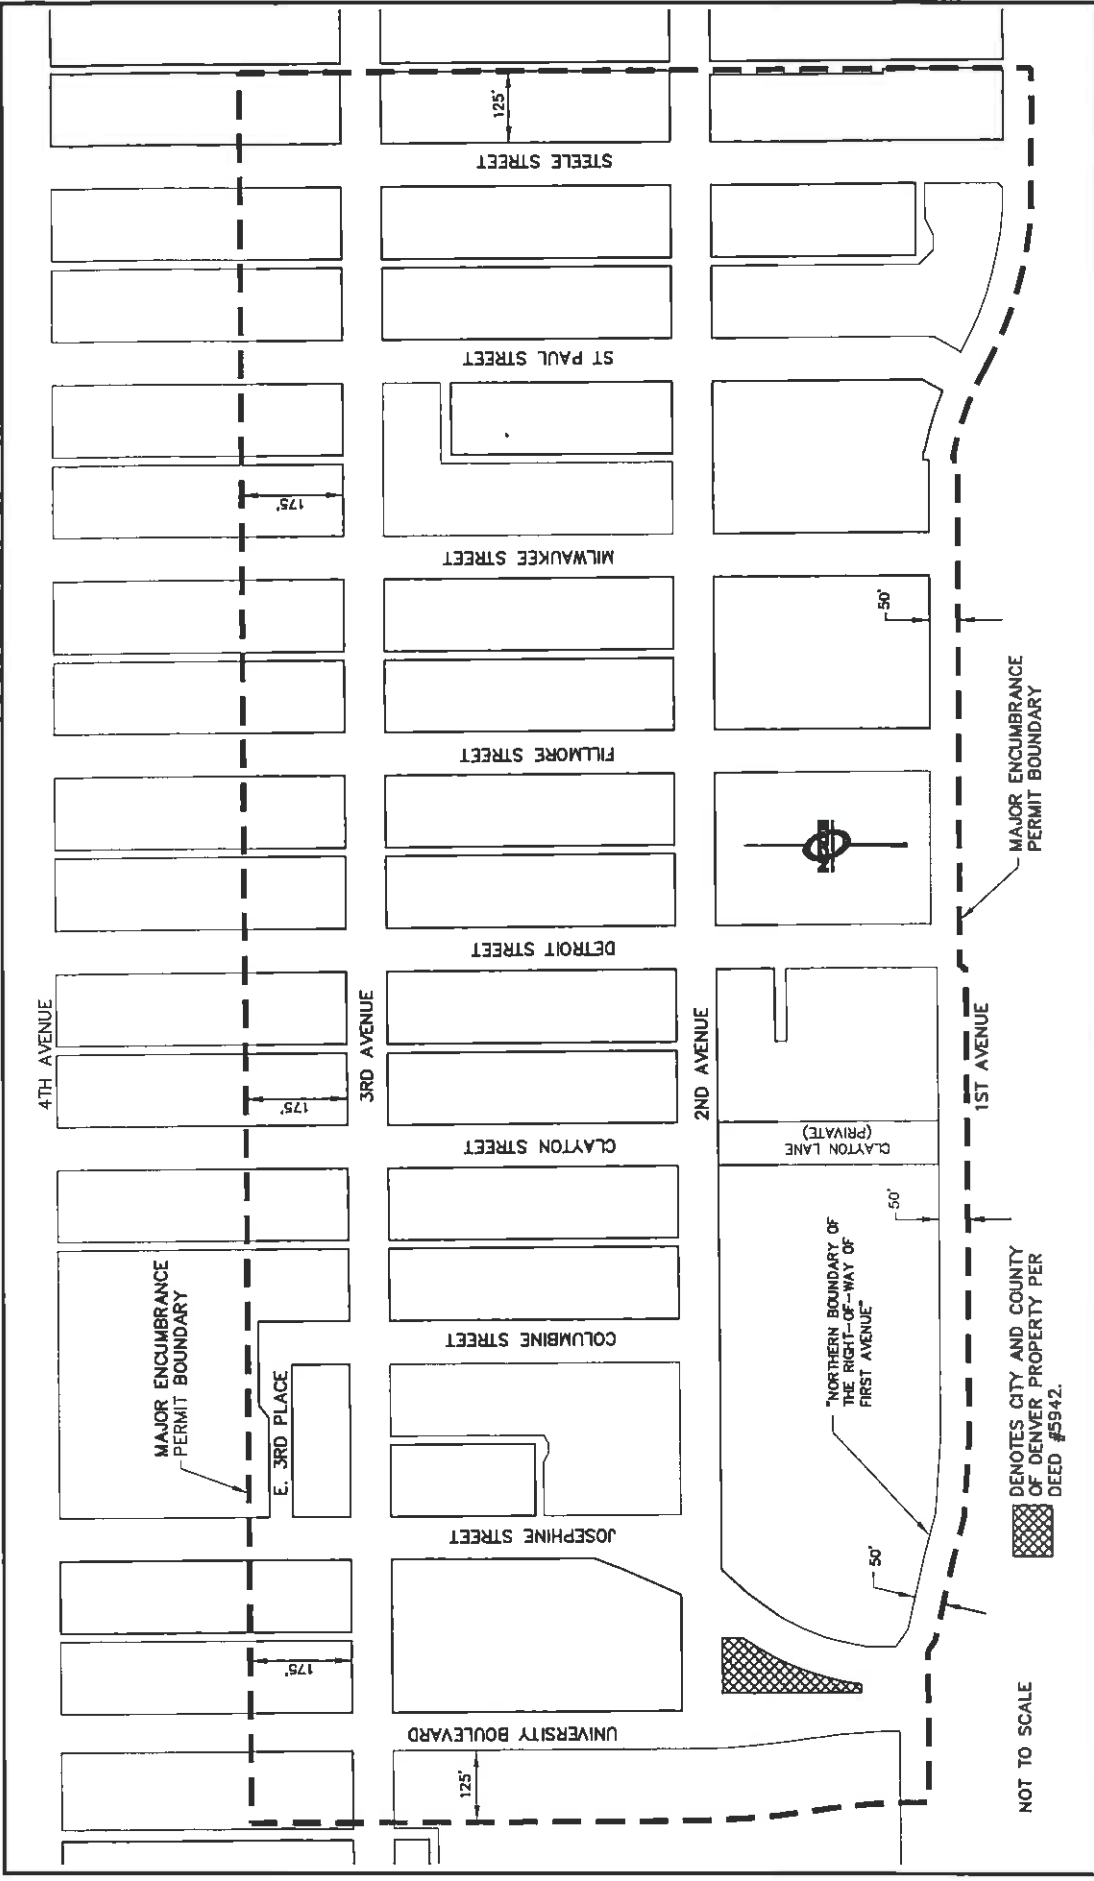 4TH AVENUE
MAJOR ENCUMBRANCE
PERMIT BOUNDARY
E. 3RD PLACE
175'
175'
175'
3RD AVENUE
UNIVERSITY BOULEVARD
JOSEPHINE STREET
COLUMBINE STREET
CLAYTON STREET
DETROIT STREET
FILLMORE STREET
MILWAUKEE STREET
ST PAUL STREET
STEELE STREET
125'
125'
2ND AVENUE
CLAYTON LANE
(PRIVATE)
"NORTHERN BOUNDARY OF
THE RIGHT-OF-WAY OF
FIRST AVENUE"
50'
50'
50'
1ST AVENUE
MAJOR ENCUMBRANCE
PERMIT BOUNDARY
NOT TO SCALE
DENOTES CITY AND COUNTY
OF DENVER PROPERTY PER
DEED #5942.